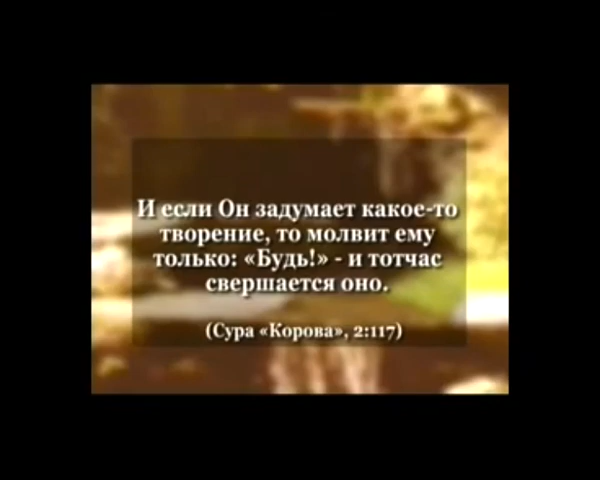 И если Он задумает какое-то
творение, то молвит ему
только: «Будь!» - и тотчас
свершается оно.
(Сура «Корова», 2:117)